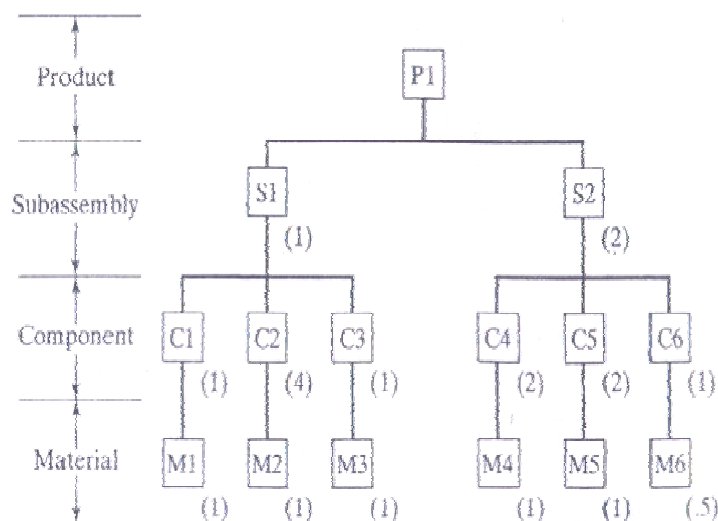 Product
P1
Subassembly
S1
S2
(1)
(2)
Component
C1
C2
C3
C4
C5
C6
(1)
(4)
(1)
(2)
(2)
(1)
Material
M1
M2
M3
M4
M5
M6
(1)
(1)
(1)
(1)
(1)
(.5)